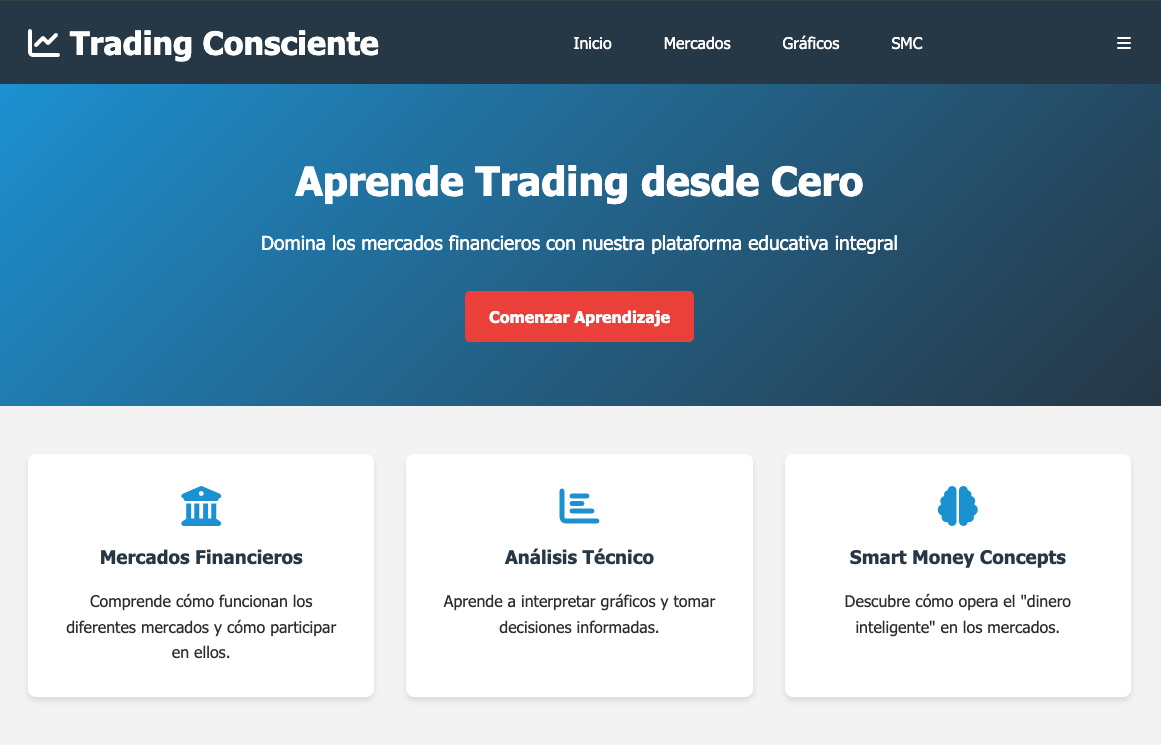 Trading Consciente
Inicio
Mercados
Gráficos
SMC
Aprende Trading desde Cero
Domina los mercados financieros con nuestra plataforma educativa integral
Comenzar Aprendizaje
Mercados Financieros
Comprende cómo funcionan los
diferentes mercados y cómo participar
en ellos.
Análisis Técnico
Aprende a interpretar gráficos y tomar
decisiones informadas.
Smart Money Concepts
Descubre cómo opera el "dinero
inteligente" en los mercados.